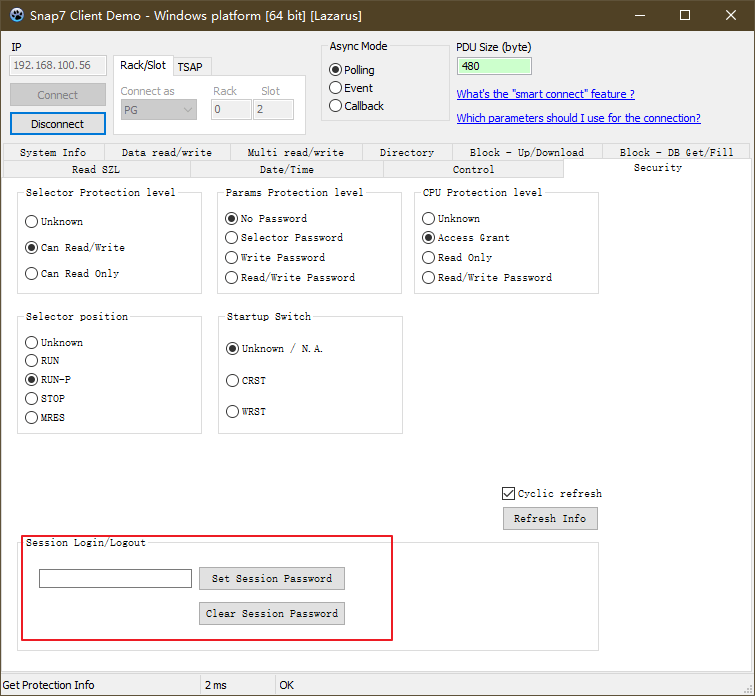 Snap7 Client Demo - Windows platform [64 bit] [Lazarus]
IP
192.168.100.56
Connect
Disconnect
Rack/Slot TSAP
Connect as Rack Slot
PG 0 2
Async Mode
Polling
Event
Callback
PDU Size (byte)
480
What's the "smart connect" feature ?
Which parameters should I use for the connection?
System Info Data read/write Multi read/write Directory Block - Up/Download Block - DB Get/Fill
Read SZL Date/Time Control Security
Selector Protection level
Unknown
Can Read/Write
Can Read Only
Params Protection level
No Password
Selector Password
Write Password
Read/Write Password
CPU Protection level
Unknown
Access Grant
Read Only
Read/Write Password
Selector position
Unknown
RUN
RUN-P
STOP
MRES
Startup Switch
Unknown / N.A.
CRST
WRST
Cyclic refresh
Refresh Info
Session Login/Logout
Set Session Password
Clear Session Password
Get Protection Info 2 ms OK